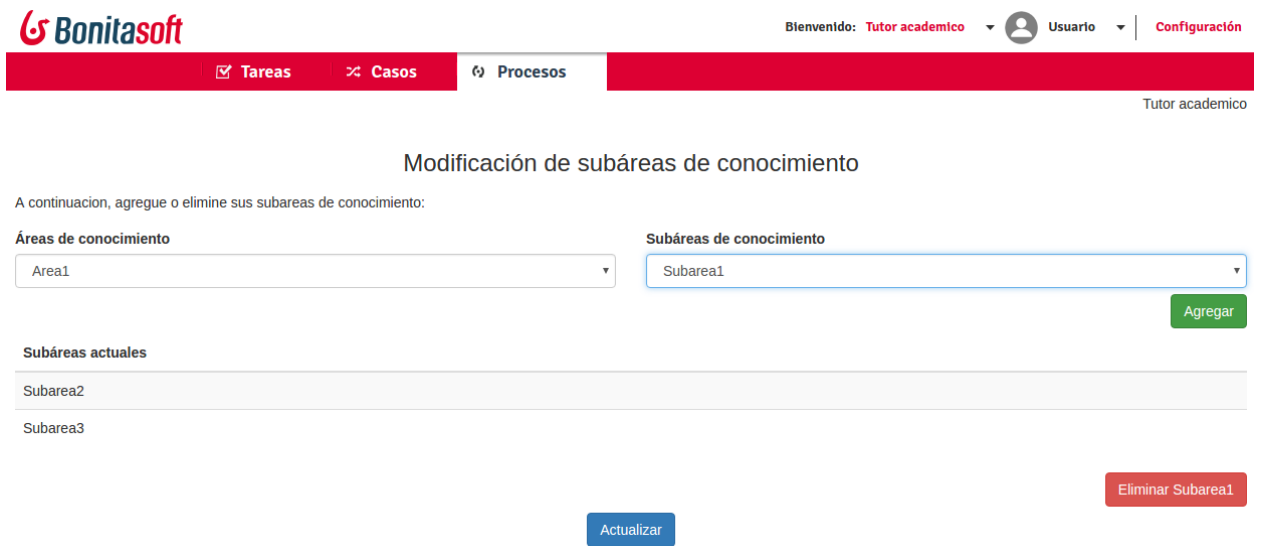 Bonitasoft
Bienvenido: Tutor academico Usuario Configuración
Tareas Casos Procesos
Tutor academico
Modificación de subáreas de conocimiento
A continuacion, agregue o elimine sus subareas de conocimiento:
Áreas de conocimiento Subáreas de conocimiento
Area1 Subarea1
Agregar
Subáreas actuales
Subarea2
Subarea3
Eliminar Subarea1
Actualizar